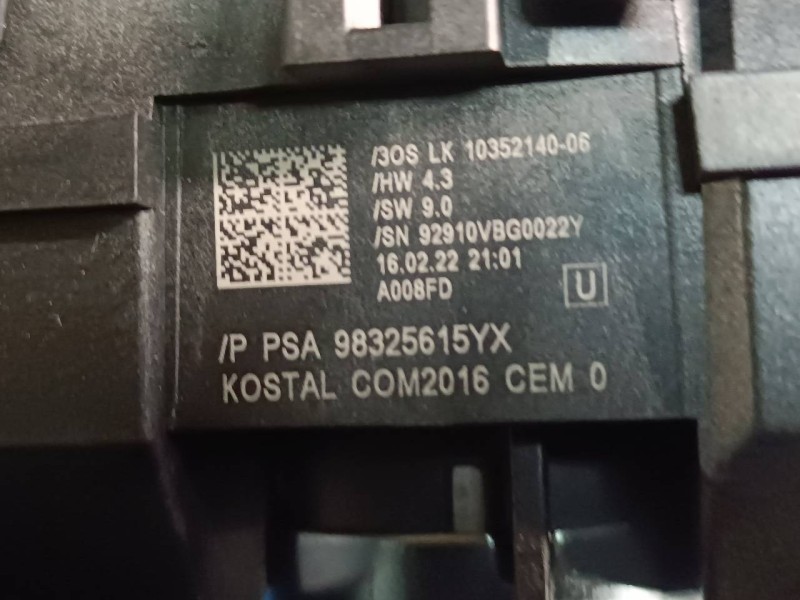 /3OS LK 10352140-06
/HW 4.3
/SW 9.0
/SN 92910VBG0022Y
16.02.22 21:01
A008FD
U
/P PSA 98325615YX
KOSTAL COM2016 CEM 0